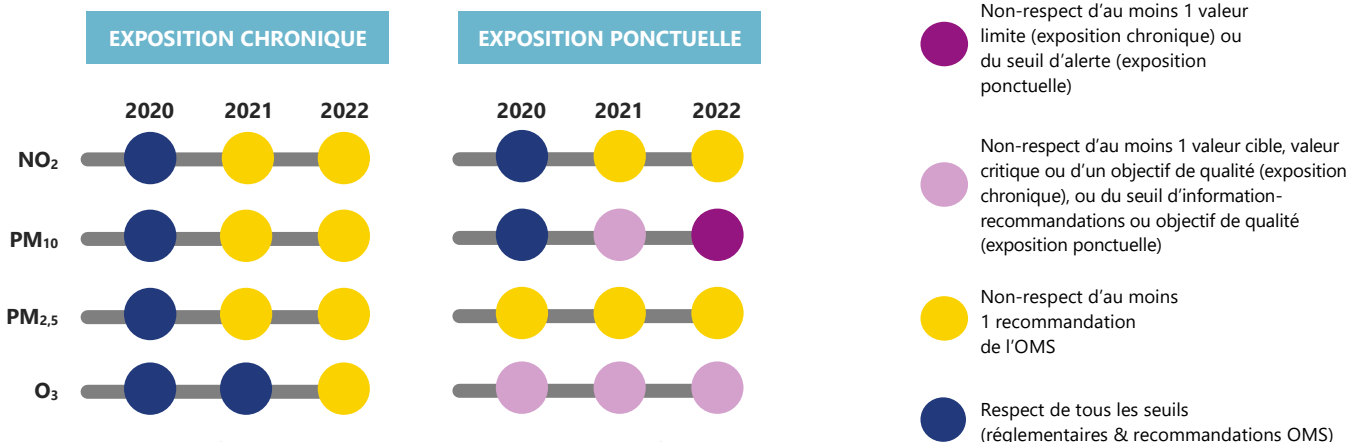 EXPOSITION CHRONIQUE
EXPOSITION PONCTUELLE
2020 2021 2022
2020 2021 2022
NO₂
PM₁₀
PM₂,₅
O₃
Non-respect d'au moins 1 valeur
limite (exposition chronique) ou
du seuil d'alerte (exposition
ponctuelle)
Non-respect d'au moins 1 valeur cible, valeur
critique ou d'un objectif de qualité (exposition
chronique), ou du seuil d'information-
recommandations ou objectif de qualité
(exposition ponctuelle)
Non-respect d'au moins
1 recommandation
de l'OMS
Respect de tous les seuils
(réglementaires & recommandations OMS)